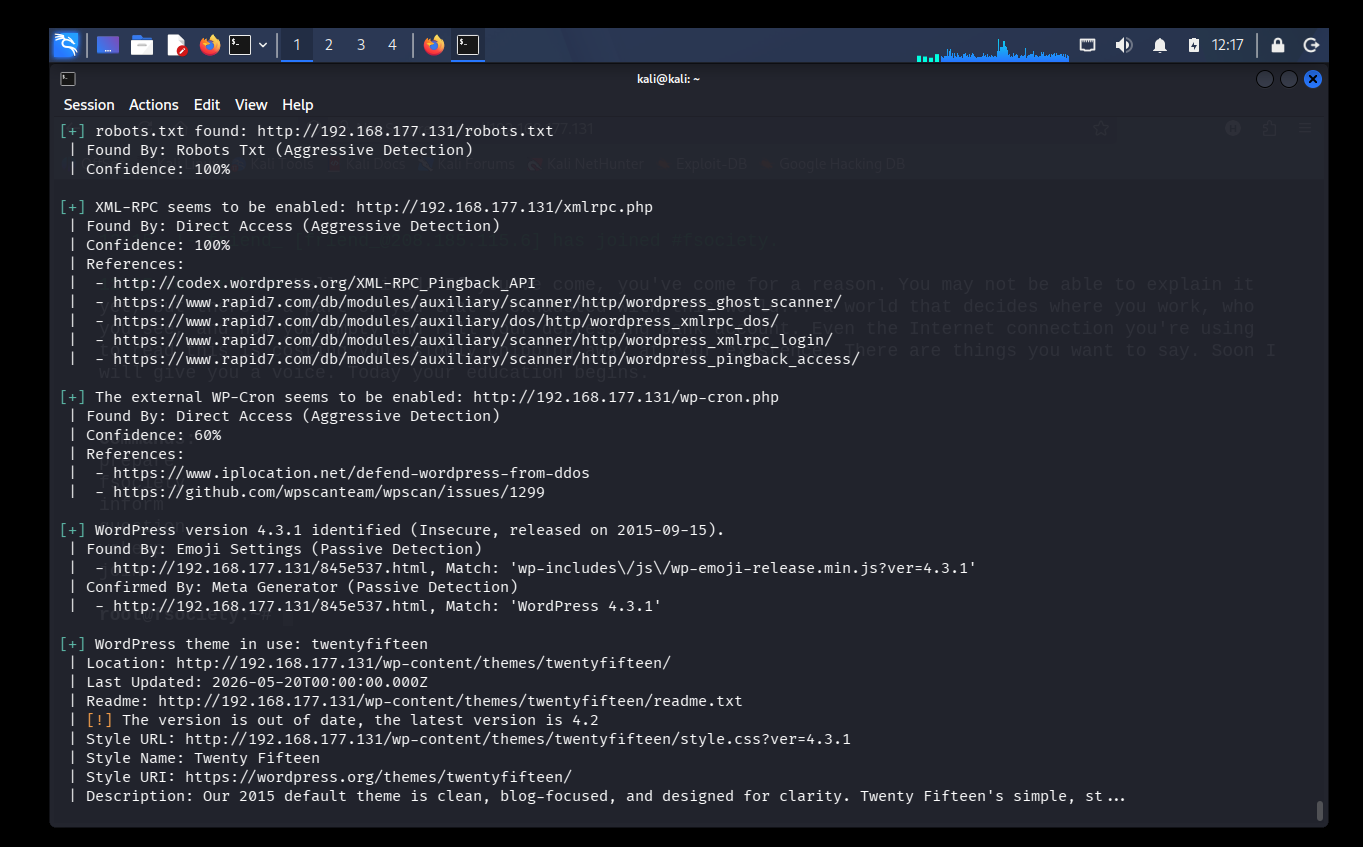 1 2 3 4 12:17
kali@kali: ~
Session Actions Edit View Help
[+] robots.txt found: http://192.168.177.131/robots.txt
| Found By: Robots Txt (Aggressive Detection)
| Confidence: 100%
[+] XML-RPC seems to be enabled: http://192.168.177.131/xmlrpc.php
| Found By: Direct Access (Aggressive Detection)
| Confidence: 100%
| References:
|  - http://codex.wordpress.org/XML-RPC_Pingback_API
|  - https://www.rapid7.com/db/modules/auxiliary/scanner/http/wordpress_ghost_scanner/
|  - https://www.rapid7.com/db/modules/auxiliary/dos/http/wordpress_xmlrpc_dos/
|  - https://www.rapid7.com/db/modules/auxiliary/scanner/http/wordpress_xmlrpc_login/
|  - https://www.rapid7.com/db/modules/auxiliary/scanner/http/wordpress_pingback_access/
[+] The external WP-Cron seems to be enabled: http://192.168.177.131/wp-cron.php
| Found By: Direct Access (Aggressive Detection)
| Confidence: 60%
| References:
|  - https://www.iplocation.net/defend-wordpress-from-ddos
|  - https://github.com/wpscanteam/wpscan/issues/1299
[+] WordPress version 4.3.1 identified (Insecure, released on 2015-09-15).
| Found By: Emoji Settings (Passive Detection)
|  - http://192.168.177.131/845e537.html, Match: 'wp-includes\/js\/wp-emoji-release.min.js?ver=4.3.1'
| Confirmed By: Meta Generator (Passive Detection)
|  - http://192.168.177.131/845e537.html, Match: 'WordPress 4.3.1'
[+] WordPress theme in use: twentyfifteen
| Location: http://192.168.177.131/wp-content/themes/twentyfifteen/
| Last Updated: 2026-05-20T00:00:00.000Z
| Readme: http://192.168.177.131/wp-content/themes/twentyfifteen/readme.txt
| [!] The version is out of date, the latest version is 4.2
| Style URL: http://192.168.177.131/wp-content/themes/twentyfifteen/style.css?ver=4.3.1
| Style Name: Twenty Fifteen
| Style URI: https://wordpress.org/themes/twentyfifteen/
| Description: Our 2015 default theme is clean, blog-focused, and designed for clarity. Twenty Fifteen's simple, st...